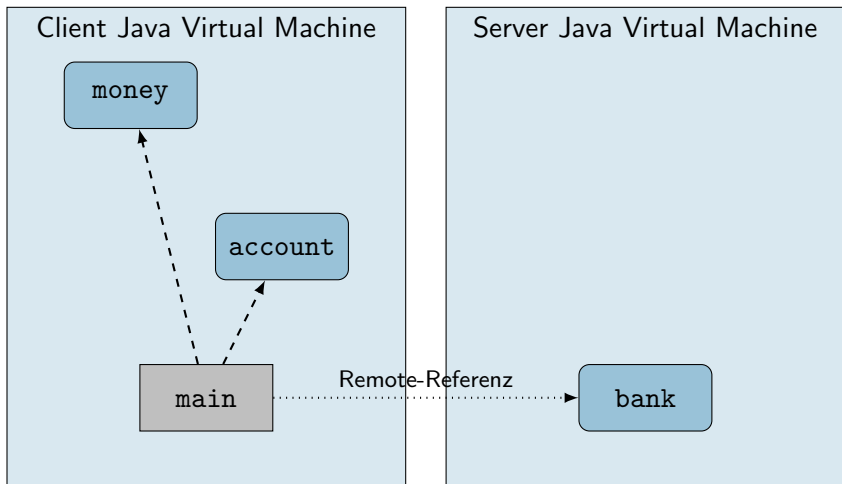 Client Java Virtual Machine
Server Java Virtual Machine
money
account
main
Remote-Referenz
bank